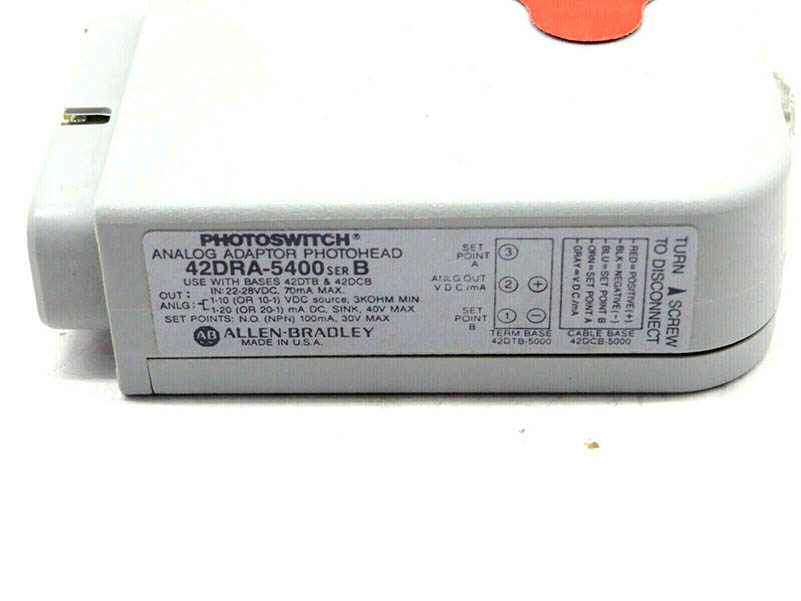 PHOTOSWITCH®
ANALOG ADAPTOR PHOTOHEAD
42DRA-5400 SER B
USE WITH BASES 42DTB & 42DCB
IN: 22-28VDC, 70mA MAX.
OUT:
ANLG: 1-10 (OR 10-1) VDC source, 3KOHM MIN
1-20 (OR 20-1) mA DC, SINK, 40V MAX
SET POINTS: N.O. (NPN) 100mA, 30V MAX
AB ALLEN-BRADLEY
MADE IN U.S.A.
SET
POINT
A
3
ANLG OUT
V D C /mA
2 +
SET
POINT
B
1 −
TERM BASE
42DTB-5000
RED=POSITIVE(+)
BLK=NEGATIVE(−)
BLU=SET POINT B
ORN=SET POINT A
GRAY=V D C /mA
CABLE BASE
42DCB-5000
TURN SCREW
TO DISCONNECT